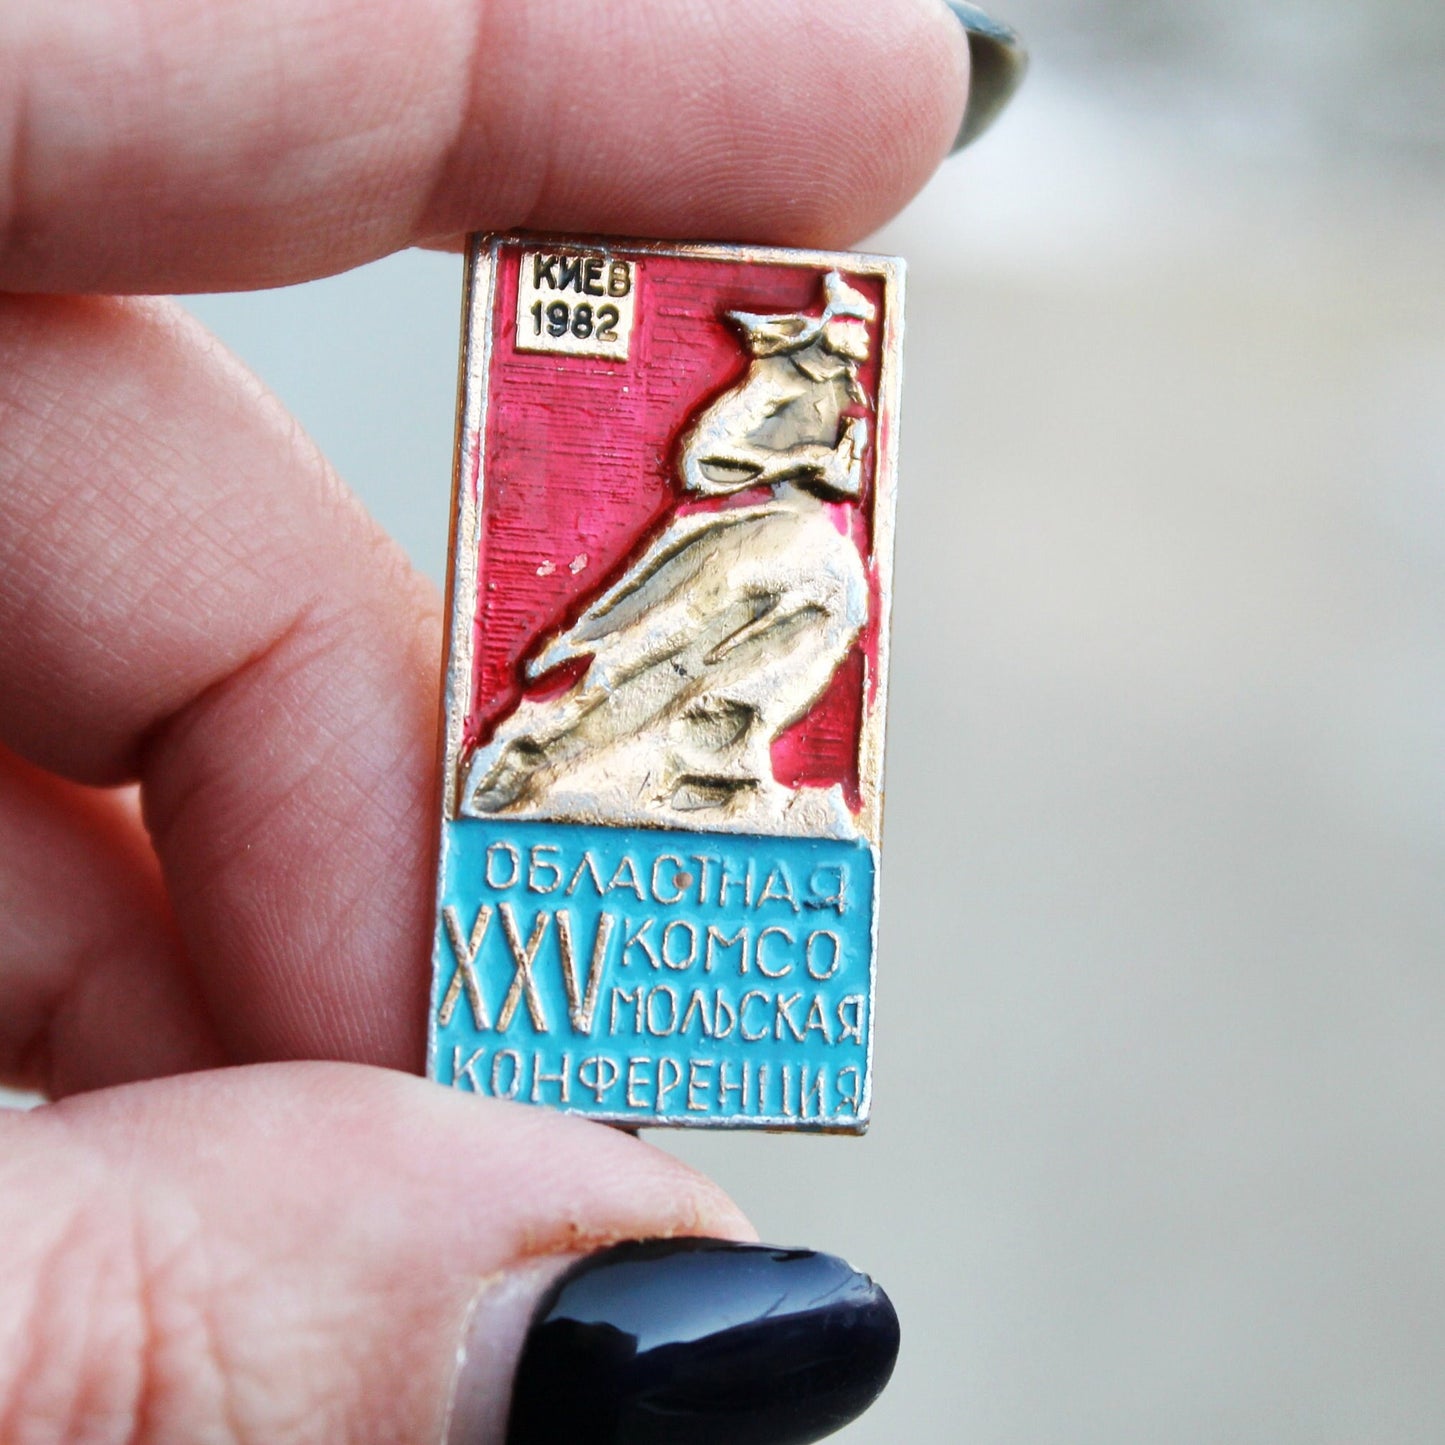 КИЕВ
1982
ОБЛАСТНАЯ
XXV КОМСО
МОЛЬСКАЯ
КОНФЕРЕНЦИЯ